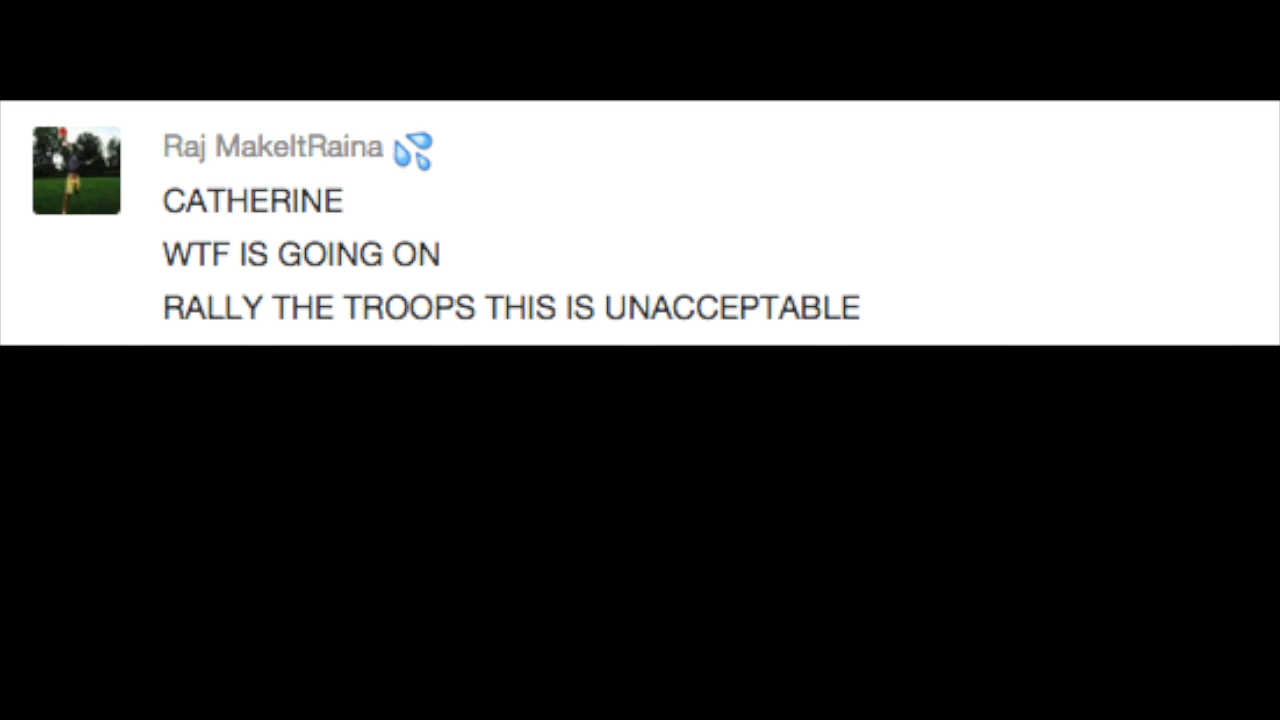 Raj MakeItRaina 💦
CATHERINE
WTF IS GOING ON
RALLY THE TROOPS THIS IS UNACCEPTABLE